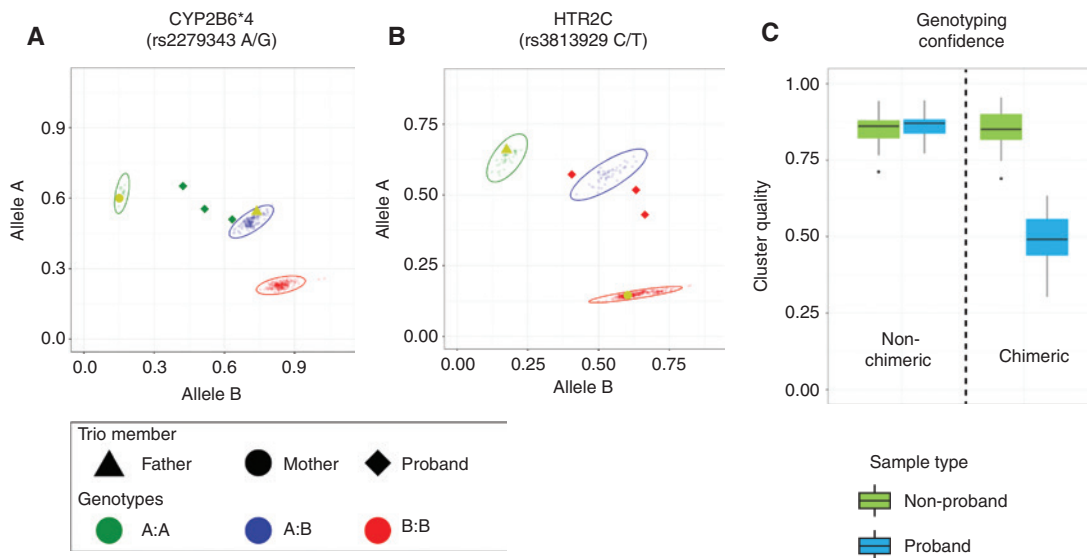 A
CYP2B6*4
(rs2279343 A/G)
Allele A
0.9
0.6
0.3
0.0
0.0
0.3
0.6
0.9
Allele B
B
HTR2C
(rs3813929 C/T)
Allele A
0.75
0.50
0.25
0.00
0.00
0.25
0.50
0.75
Allele B
C
Genotyping
confidence
Cluster quality
1.00
0.75
0.50
0.25
0.00
Non-
chimeric
Chimeric
Trio member
Father
Mother
Proband
Genotypes
A:A
A:B
B:B
Sample type
Non-proband
Proband